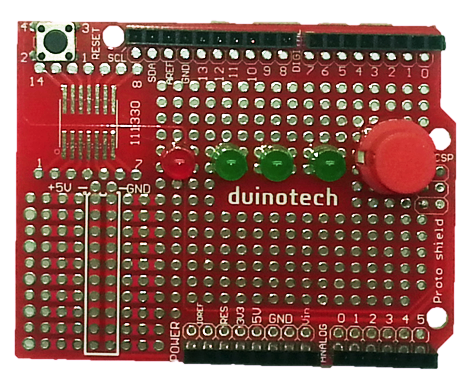 4 3
RESET
2 1 SCL
14 8 SDA AREF GND 13 12 11 10 9 8 DIGI 7 6 5 4 3 2 1 0
111330
1 7
ICSP
+5V GND
duinotech
Proto shield
POWER IOREF RES 3V3 5V GND Vin ANALOG 0 1 2 3 4 5